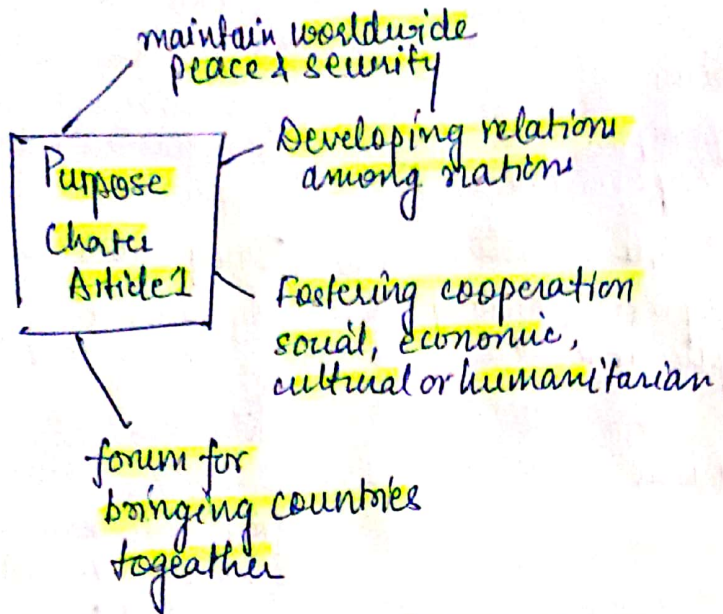 maintain worldwide
peace & security
Purpose
Charter
Article 1
Developing relations
among nations
Fostering cooperation
social, economic,
cultural or humanitarian
forum for
bringing countries
togeather